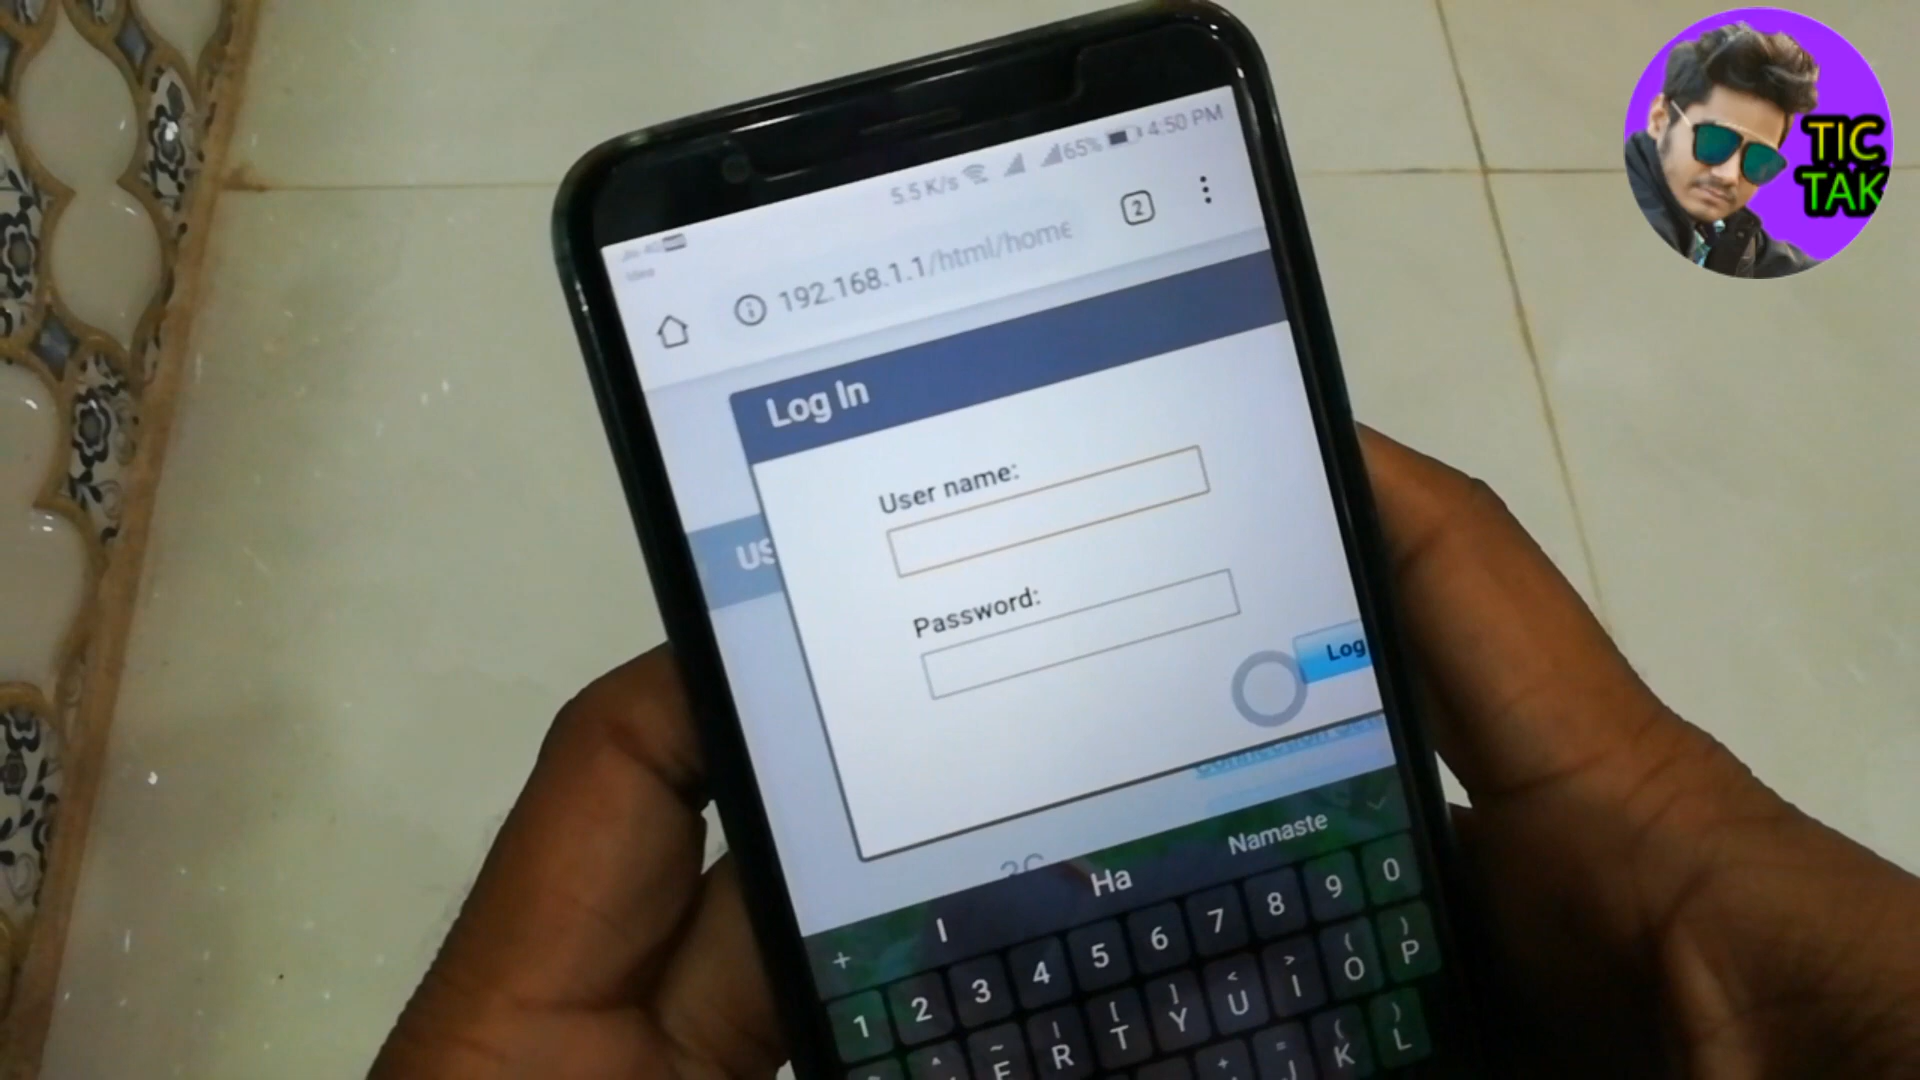 5.5 K/s 65% 4:50 PM
Idea
192.168.1.1/html/home
2
Log In
User name:
US
Password:
Log
I Ha Namaste
+
1 2 3 4 5 6 7 8 9 0
E R T Y U I O P
J K L
TIC
TAK